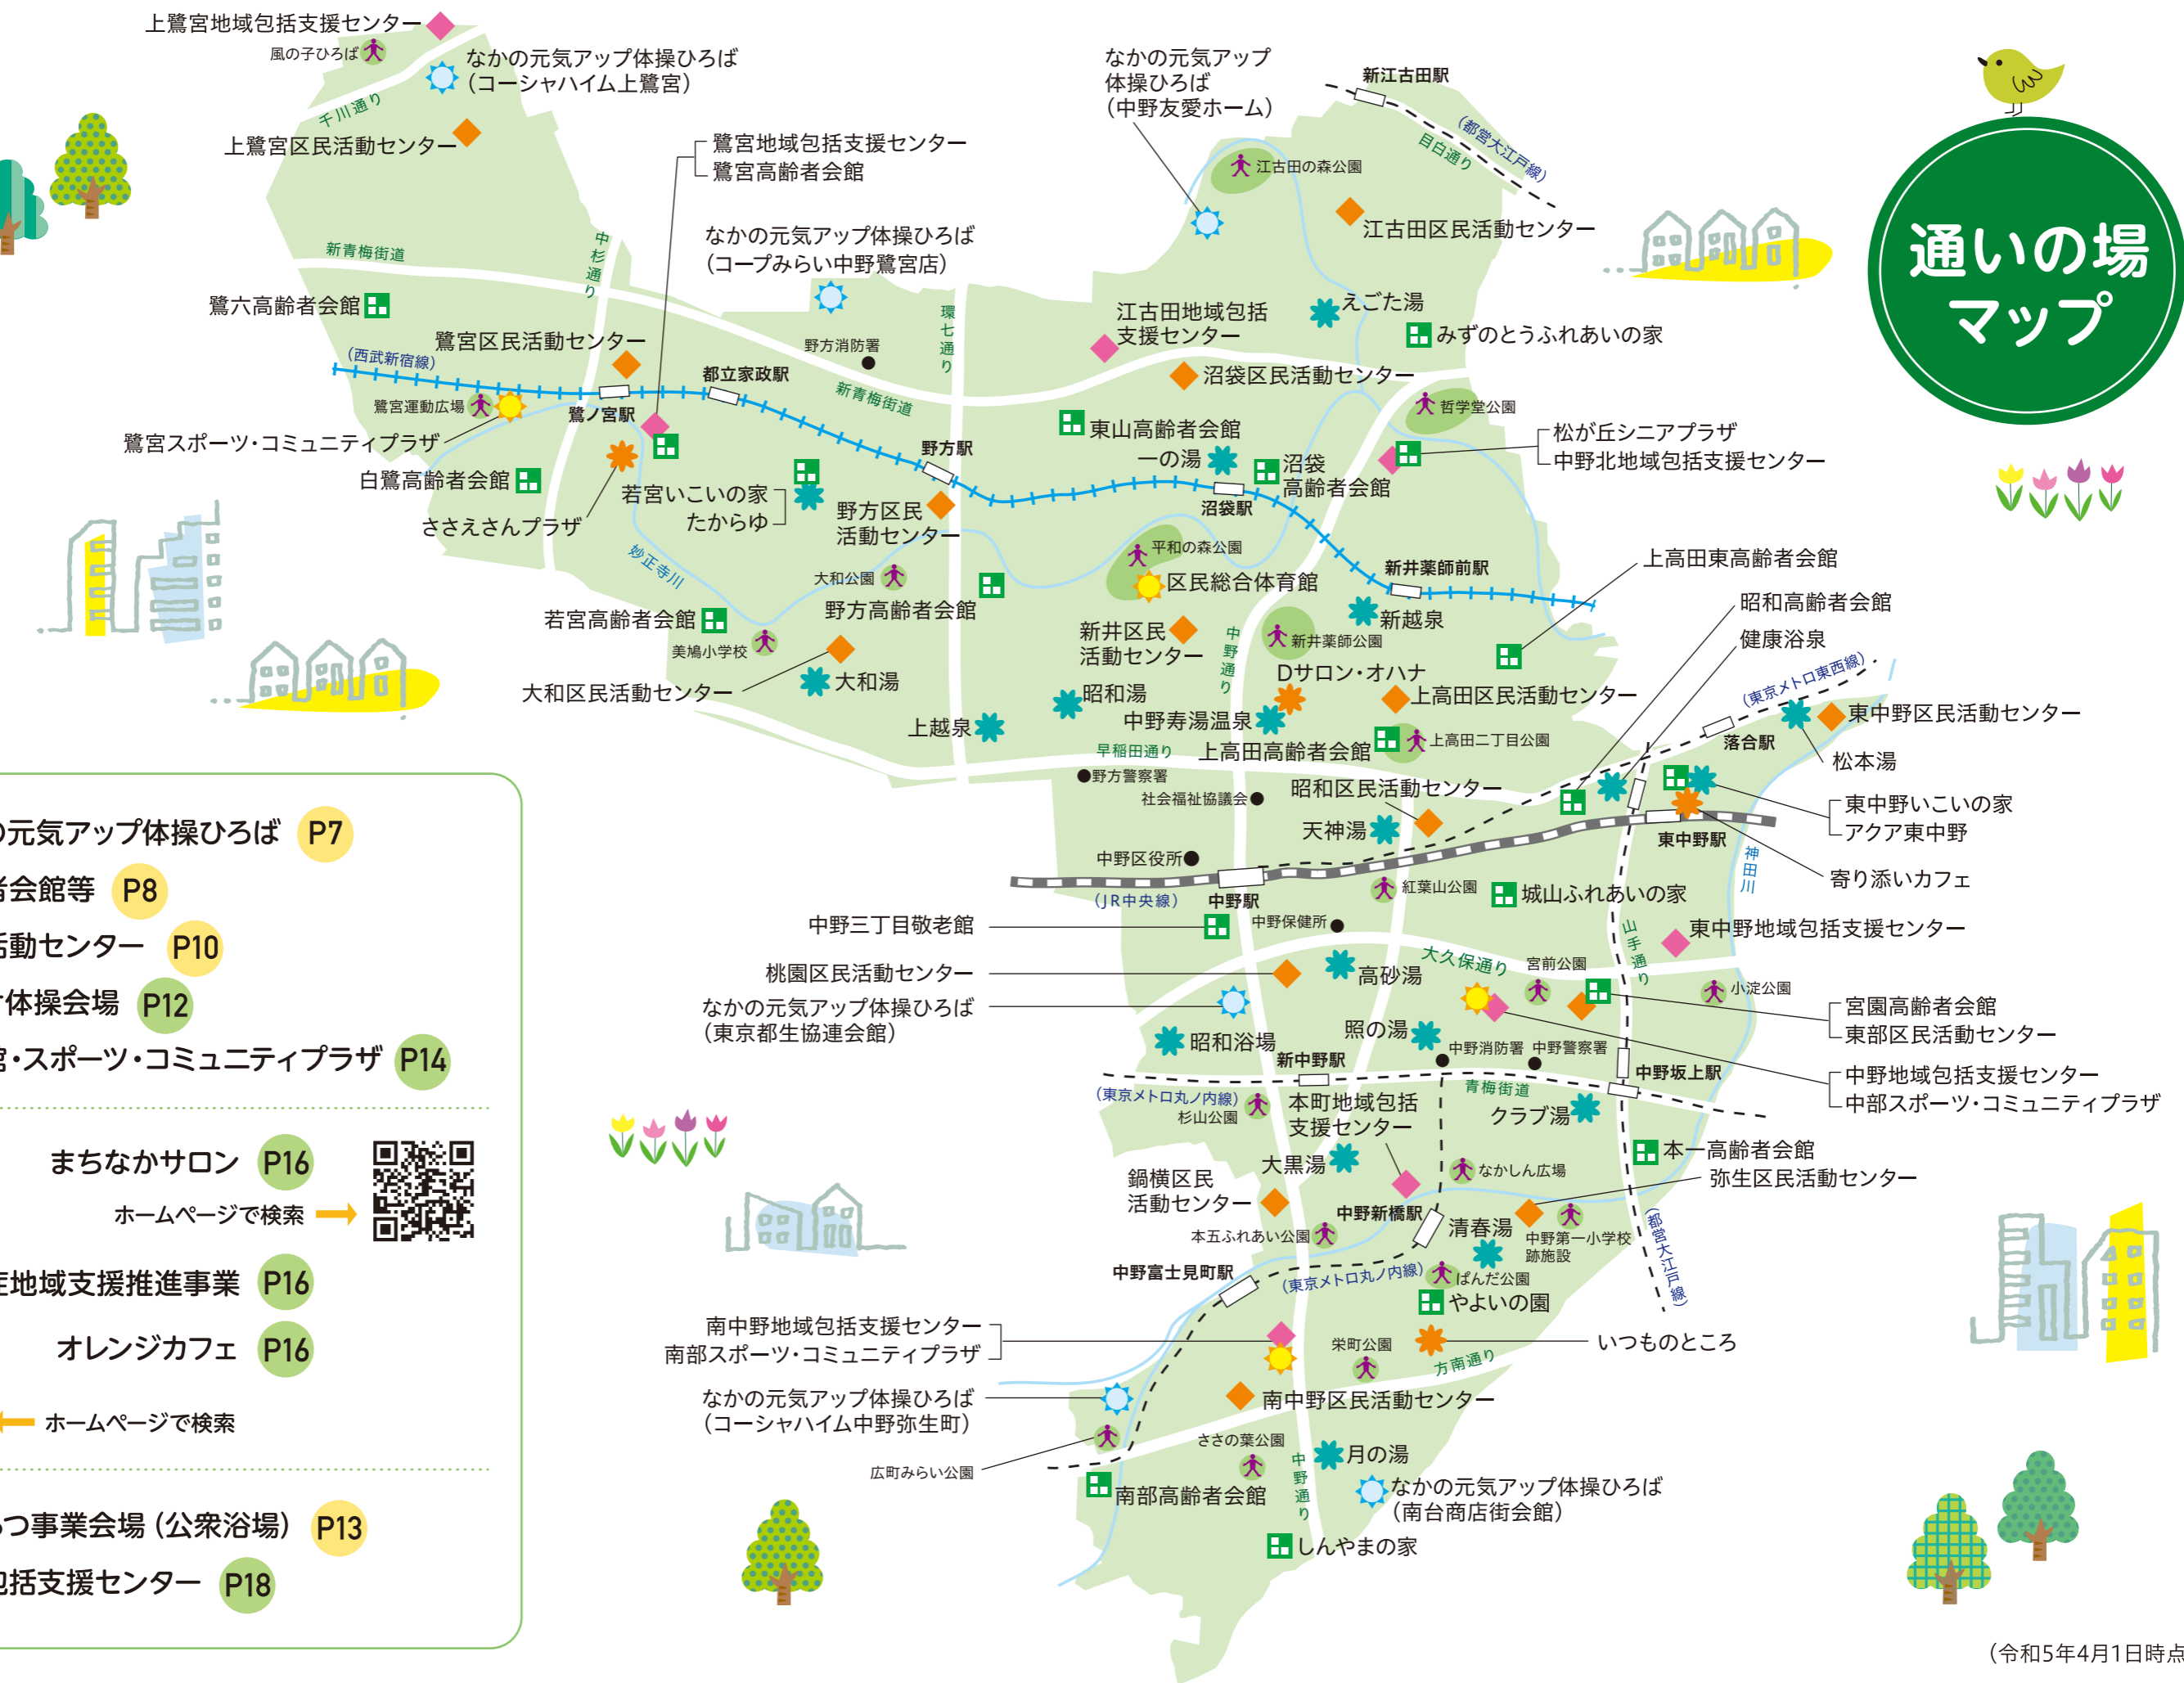 通いの場
マップ
上鷺宮地域包括支援センター
風の子ひろば
なかの元気アップ体操ひろば
（コーシャハイム上鷺宮）
千川通り
上鷺宮区民活動センター
鷺宮地域包括支援センター
鷺宮高齢者会館
なかの元気アップ
体操ひろば
（中野友愛ホーム）
新江古田駅
（都営大江戸線）
目白通り
江古田の森公園
江古田区民活動センター
新青梅街道
中杉通り
なかの元気アップ体操ひろば
（コープみらい中野鷺宮店）
環七通り
鷺六高齢者会館
鷺宮区民活動センター
野方消防署
江古田地域包括
支援センター
えごた湯
みずのとうふれあいの家
（西武新宿線）
都立家政駅
新青梅街道
沼袋区民活動センター
鷺宮運動広場
鷺ノ宮駅
哲学堂公園
鷺宮スポーツ・コミュニティプラザ
野方駅
東山高齢者会館
一の湯
沼袋
高齢者会館
松が丘シニアプラザ
中野北地域包括支援センター
白鷺高齢者会館
若宮いこいの家
たからゆ
野方区民
活動センター
沼袋駅
ささえさんプラザ
妙正寺川
大和公園
平和の森公園
区民総合体育館
新井薬師前駅
上高田東高齢者会館
若宮高齢者会館
野方高齢者会館
昭和高齢者会館
新越泉
美鳩小学校
新井区民
活動センター
中野通り
新井薬師公園
健康浴泉
大和区民活動センター
大和湯
Dサロン・オハナ
（東京メトロ東西線）
昭和湯
上高田区民活動センター
上越泉
中野寿湯温泉
東中野区民活動センター
早稲田通り
上高田高齢者会館
上高田二丁目公園
落合駅
松本湯
野方警察署
社会福祉協議会
昭和区民活動センター
東中野いこいの家
アクア東中野
天神湯
東中野駅
中野区役所
神田川
寄り添いカフェ
（JR中央線）
中野駅
紅葉山公園
城山ふれあいの家
中野三丁目敬老館
中野保健所
山手通り
東中野地域包括支援センター
桃園区民活動センター
高砂湯
大久保通り
宮前公園
小淀公園
なかの元気アップ体操ひろば
（東京都生協連会館）
宮園高齢者会館
東部区民活動センター
昭和浴場
照の湯
新中野駅
中野消防署
中野警察署
中野坂上駅
中野地域包括支援センター
中部スポーツ・コミュニティプラザ
（東京メトロ丸ノ内線）
青梅街道
杉山公園
本町地域包括
支援センター
クラブ湯
本一高齢者会館
大黒湯
なかしん広場
弥生区民活動センター
鍋横区民
活動センター
中野新橋駅
清春湯
本五ふれあい公園
中野第一小学校
跡施設
（都営大江戸線）
中野富士見町駅
（東京メトロ丸ノ内線）
ぱんだ公園
やよいの園
南中野地域包括支援センター
南部スポーツ・コミュニティプラザ
栄町公園
いつものところ
方南通り
なかの元気アップ体操ひろば
（コーシャハイム中野弥生町）
南中野区民活動センター
ささの葉公園
広町みらい公園
中野通り
月の湯
南部高齢者会館
なかの元気アップ体操ひろば
（南台商店街会館）
しんやまの家
の元気アップ体操ひろば P7
者会館等 P8
活動センター P10
体操会場 P12
・スポーツ・コミュニティプラザ P14
まちなかサロン P16
ホームページで検索
地域支援推進事業 P16
オレンジカフェ P16
ホームページで検索
つ事業会場（公衆浴場） P13
包括支援センター P18
（令和5年4月1日時点